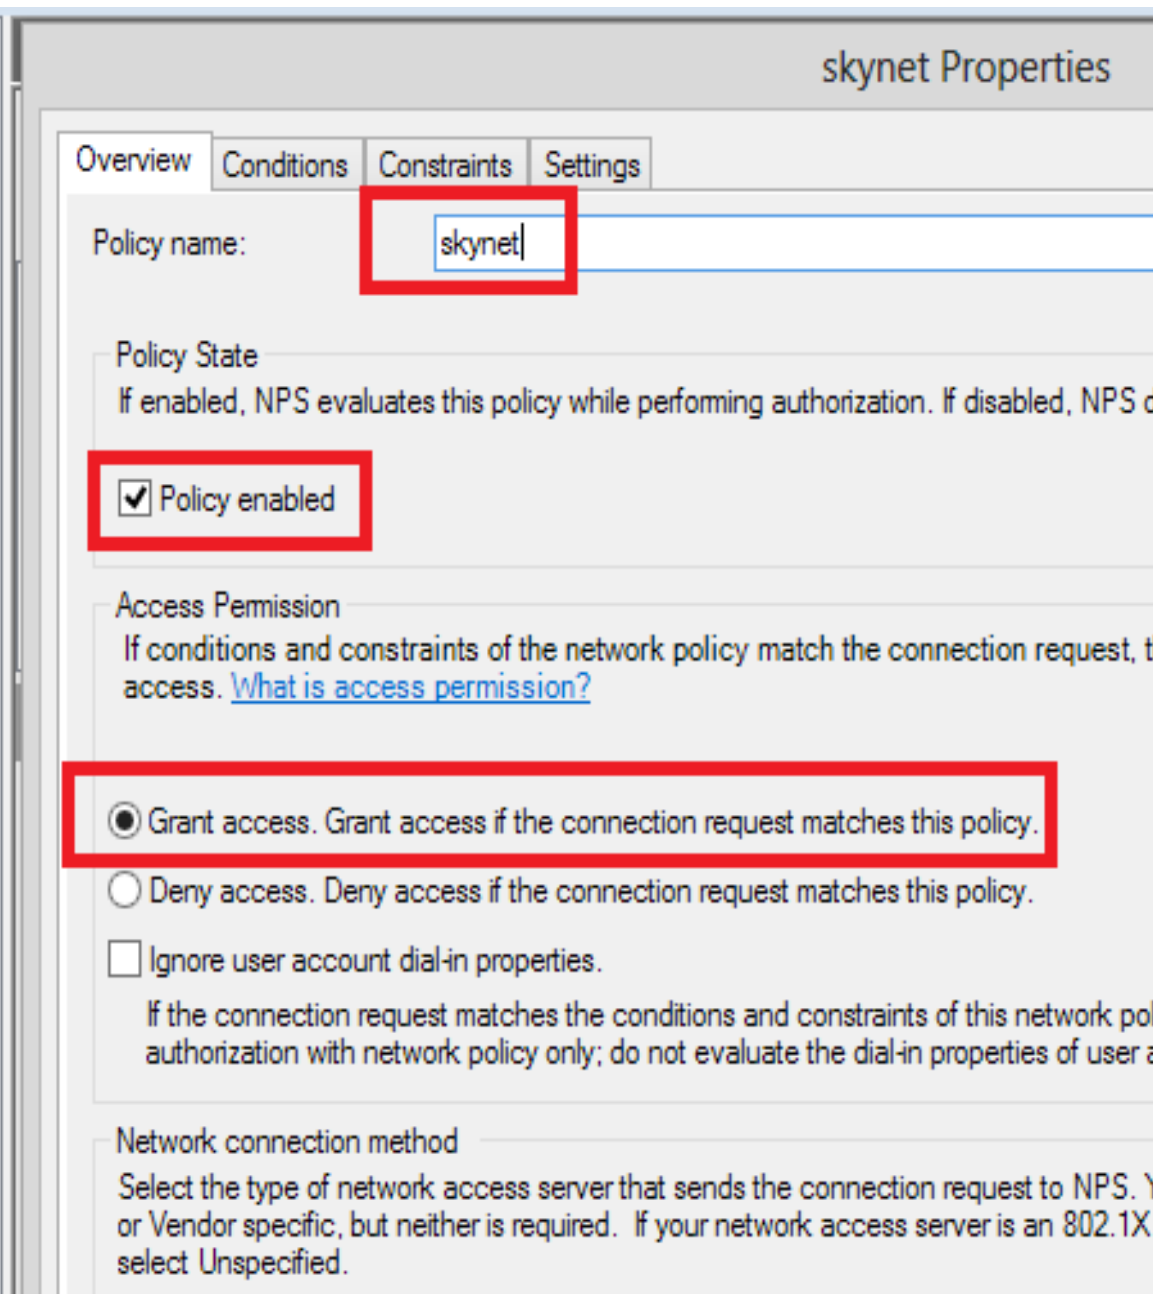 skynet Properties
Overview Conditions Constraints Settings
Policy name: skynet
Policy State
If enabled, NPS evaluates this policy while performing authorization. If disabled, NPS
Policy enabled
Access Permission
If conditions and constraints of the network policy match the connection request,
access. What is access permission?
Grant access. Grant access if the connection request matches this policy.
Deny access. Deny access if the connection request matches this policy.
Ignore user account dial-in properties.
If the connection request matches the conditions and constraints of this network
authorization with network policy only; do not evaluate the dial-in properties of user
Network connection method
Select the type of network access server that sends the connection request to NPS.
or Vendor specific, but neither is required. If your network access server is an 802.1X
select Unspecified.